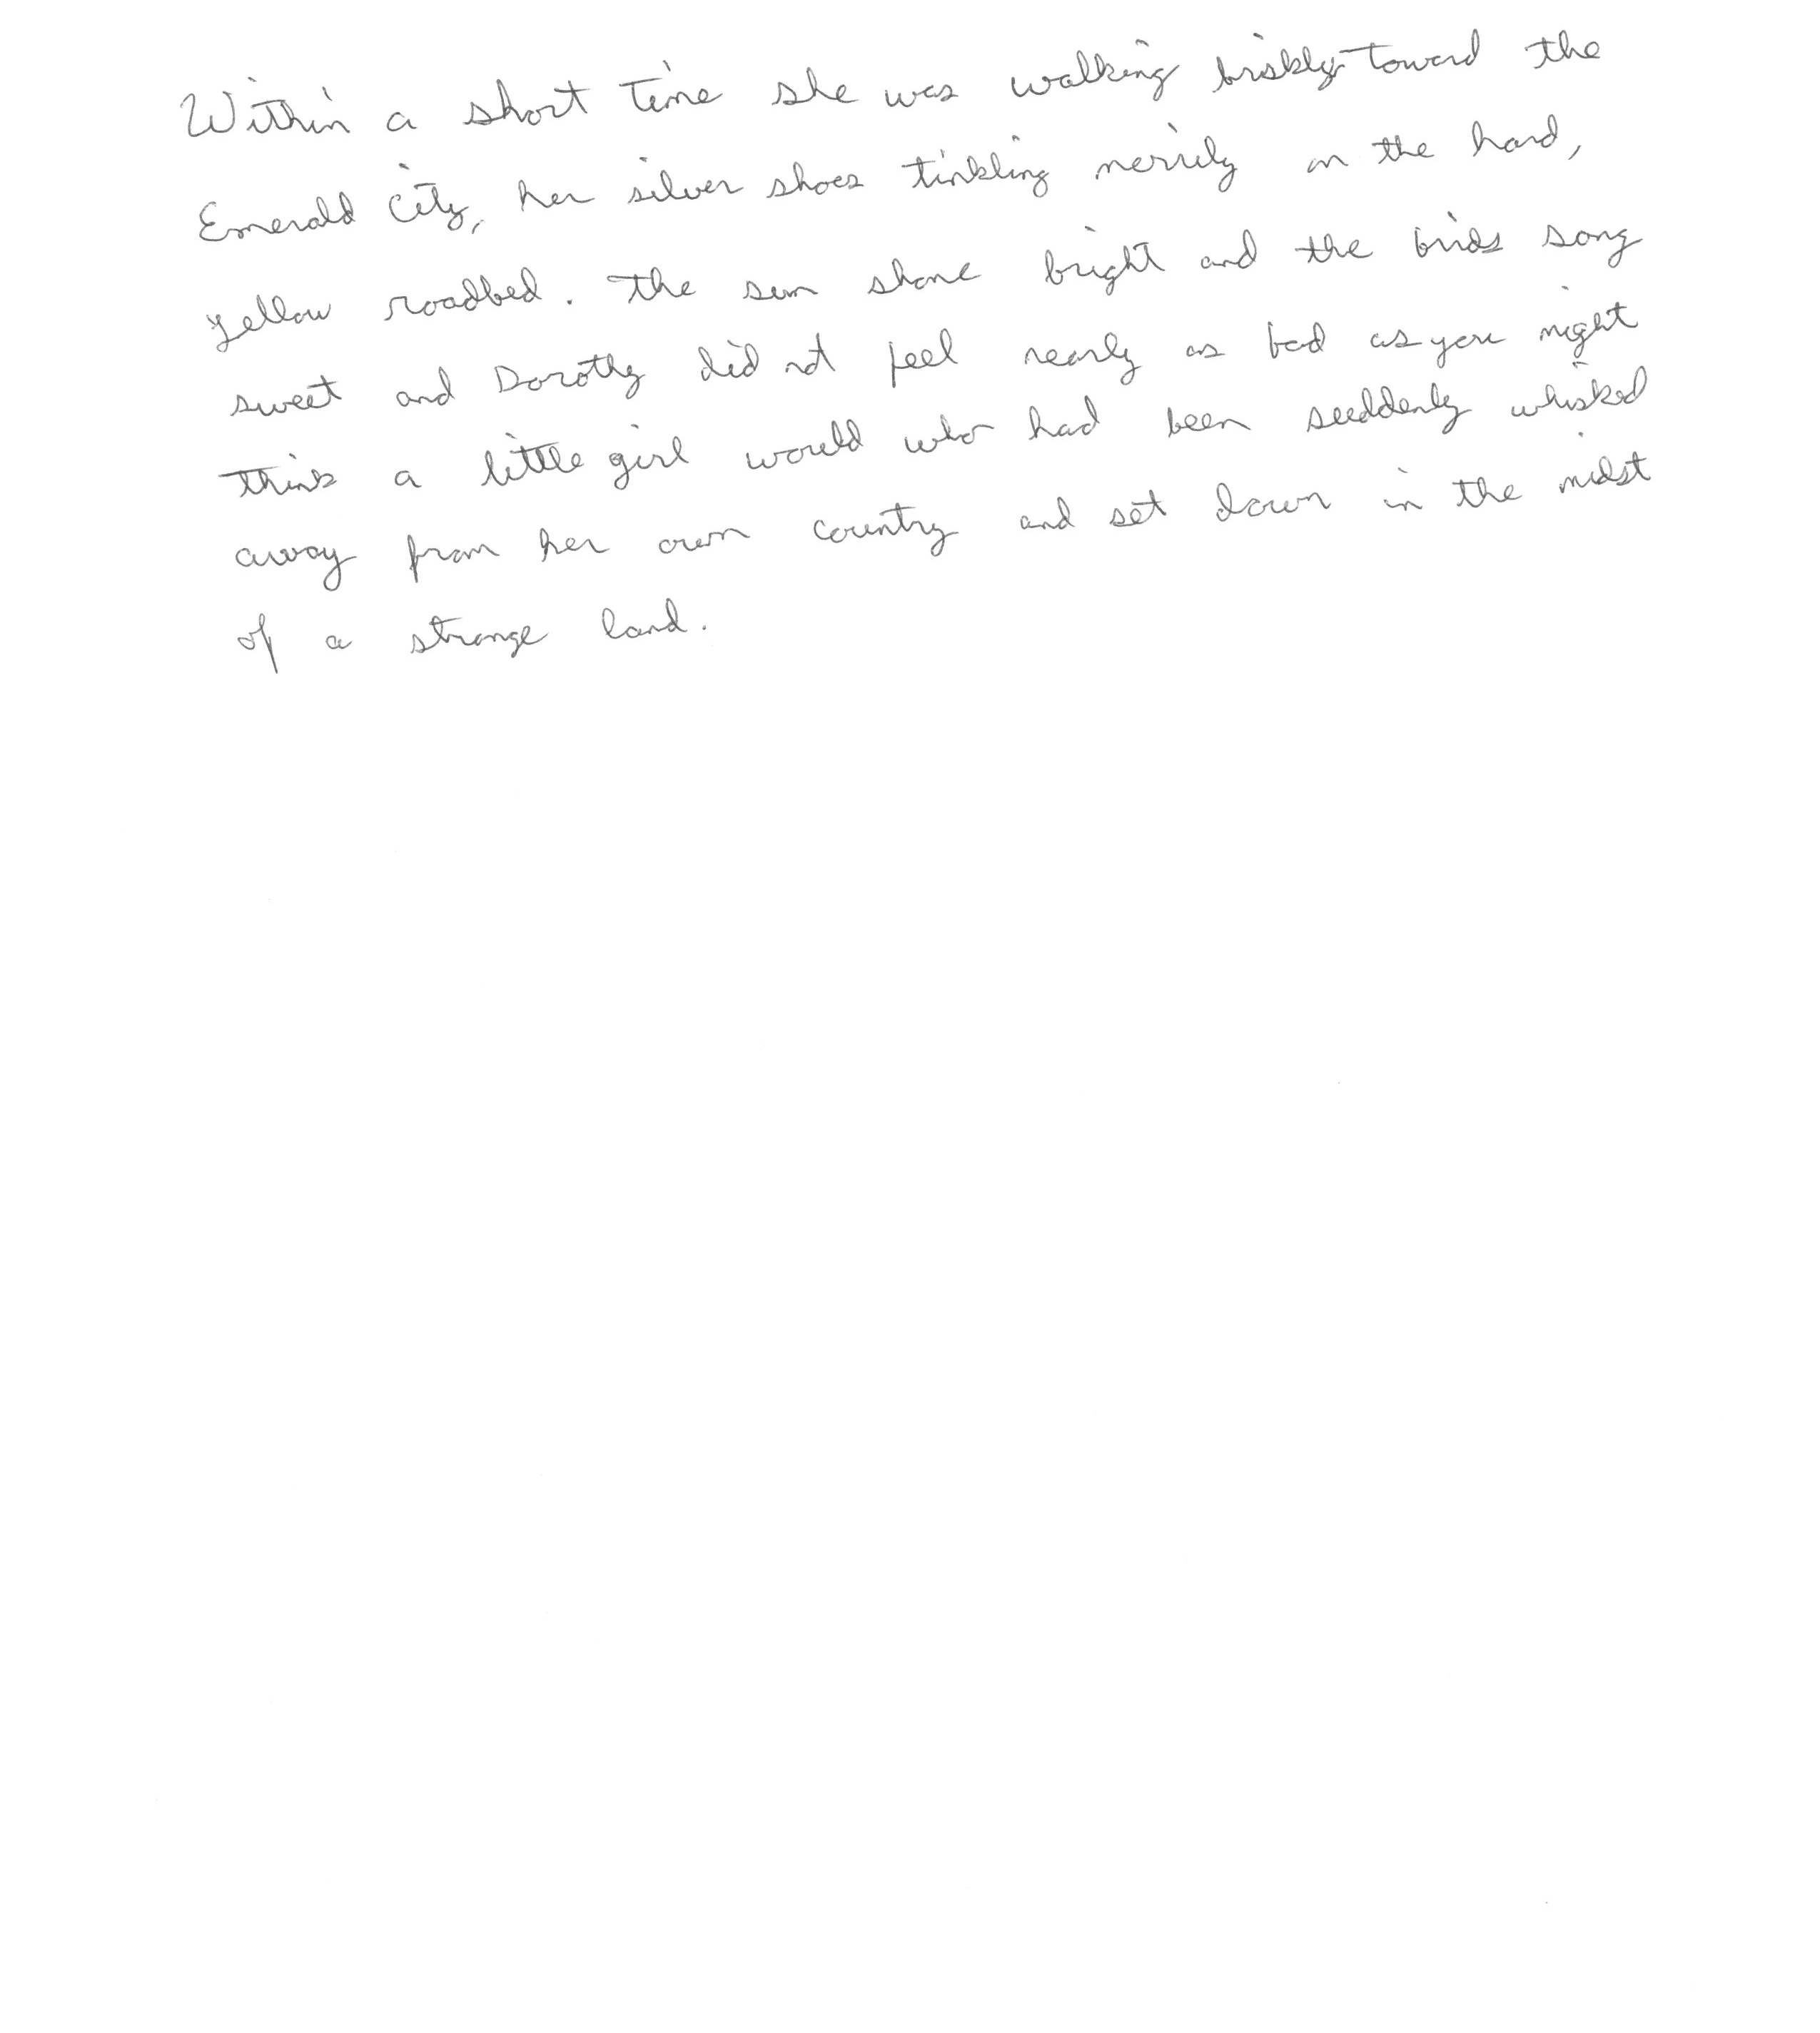 Within a short time she was walking briskly toward the
Emerald City, her silver shoes tinkling merrily on the hard,
yellow roadbed. The sun shone bright and the birds sang
sweet and Dorothy did not feel nearly as bad as you might
think a little girl would who had been suddenly whisked
away from her own country and set down in the midst
of a strange land.